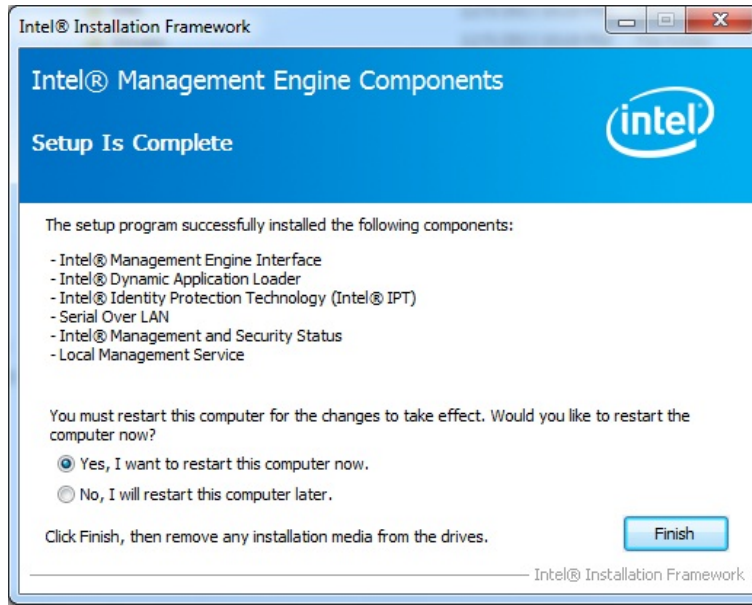 Intel® Installation Framework
Intel® Management Engine Components
Setup Is Complete
intel
The setup program successfully installed the following components:
- Intel® Management Engine Interface
- Intel® Dynamic Application Loader
- Intel® Identity Protection Technology (Intel® IPT)
- Serial Over LAN
- Intel® Management and Security Status
- Local Management Service
You must restart this computer for the changes to take effect. Would you like to restart the
computer now?
Yes, I want to restart this computer now.
No, I will restart this computer later.
Click Finish, then remove any installation media from the drives.
Finish
Intel® Installation Framework